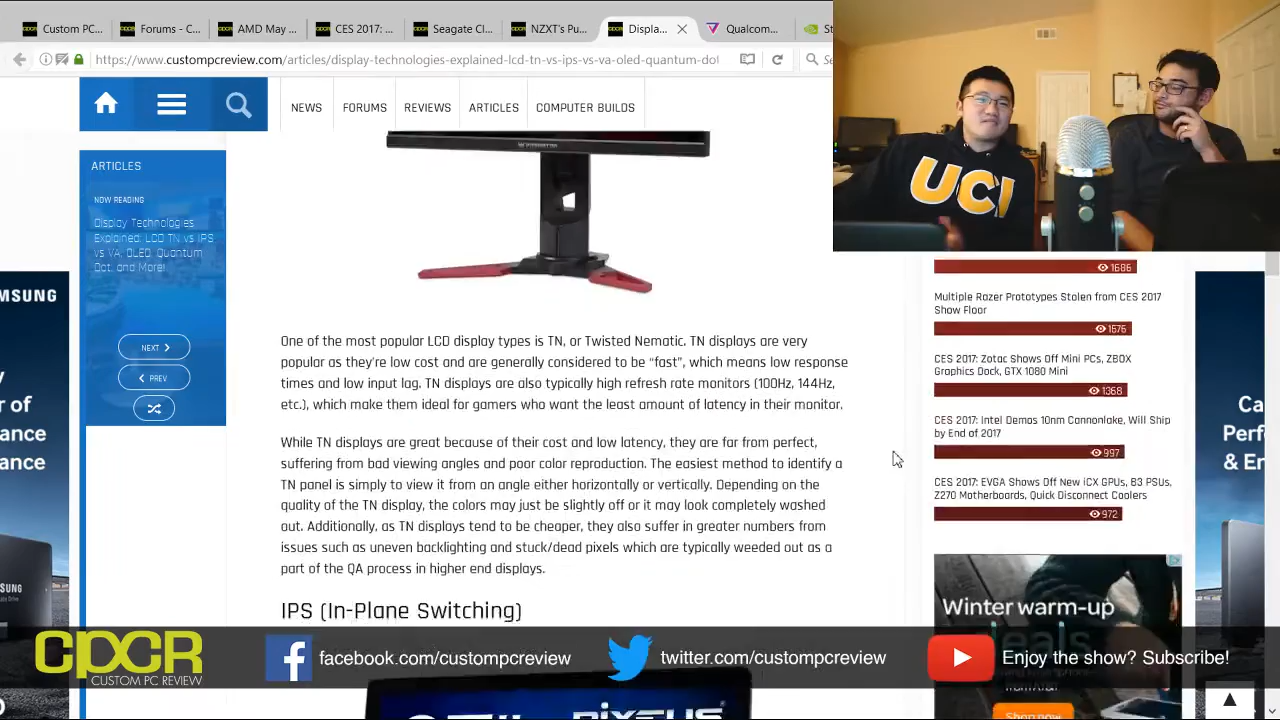 Custom PC...
Forums - C...
AMD May ...
CES 2017: ...
Seagate Cl...
NZXT's Pu...
Displa...
Qualcom...
https://www.custompcreview.com/articles/display-technologies-explained-lcd-tn-vs-ips-vs-va-oled-quantum-dot
NEWS
FORUMS
REVIEWS
ARTICLES
COMPUTER BUILDS
UCI
ARTICLES
NOW READING
Display Technologies
Explained: LCD TN vs IPS
vs VA, OLED, Quantum
Dot, and More!
NEXT
PREV
One of the most popular LCD display types is TN, or Twisted Nematic. TN displays are very
popular as they're low cost and are generally considered to be “fast”, which means low response
times and low input lag. TN displays are also typically high refresh rate monitors (100Hz, 144Hz,
etc.), which make them ideal for gamers who want the least amount of latency in their monitor.
While TN displays are great because of their cost and low latency, they are far from perfect,
suffering from bad viewing angles and poor color reproduction. The easiest method to identify a
TN panel is simply to view it from an angle either horizontally or vertically. Depending on the
quality of the TN display, the colors may just be slightly off or it may look completely washed
out. Additionally, as TN displays tend to be cheaper, they also suffer in greater numbers from
issues such as uneven backlighting and stuck/dead pixels which are typically weeded out as a
part of the QA process in higher end displays.
IPS (In-Plane Switching)
1686
Multiple Razer Prototypes Stolen from CES 2017
Show Floor
1576
CES 2017: Zotac Shows Off Mini PCs, ZBOX
Graphics Dock, GTX 1080 Mini
1368
CES 2017: Intel Demos 10nm Cannonlake, Will Ship
by End of 2017
997
CES 2017: EVGA Shows Off New iCX GPUs, B3 PSUs,
Z270 Motherboards, Quick Disconnect Coolers
972
Winter warm-up
deals
Shop now
CPCR
CUSTOM PC REVIEW
facebook.com/custompcreview
twitter.com/custompcreview
Enjoy the show? Subscribe!